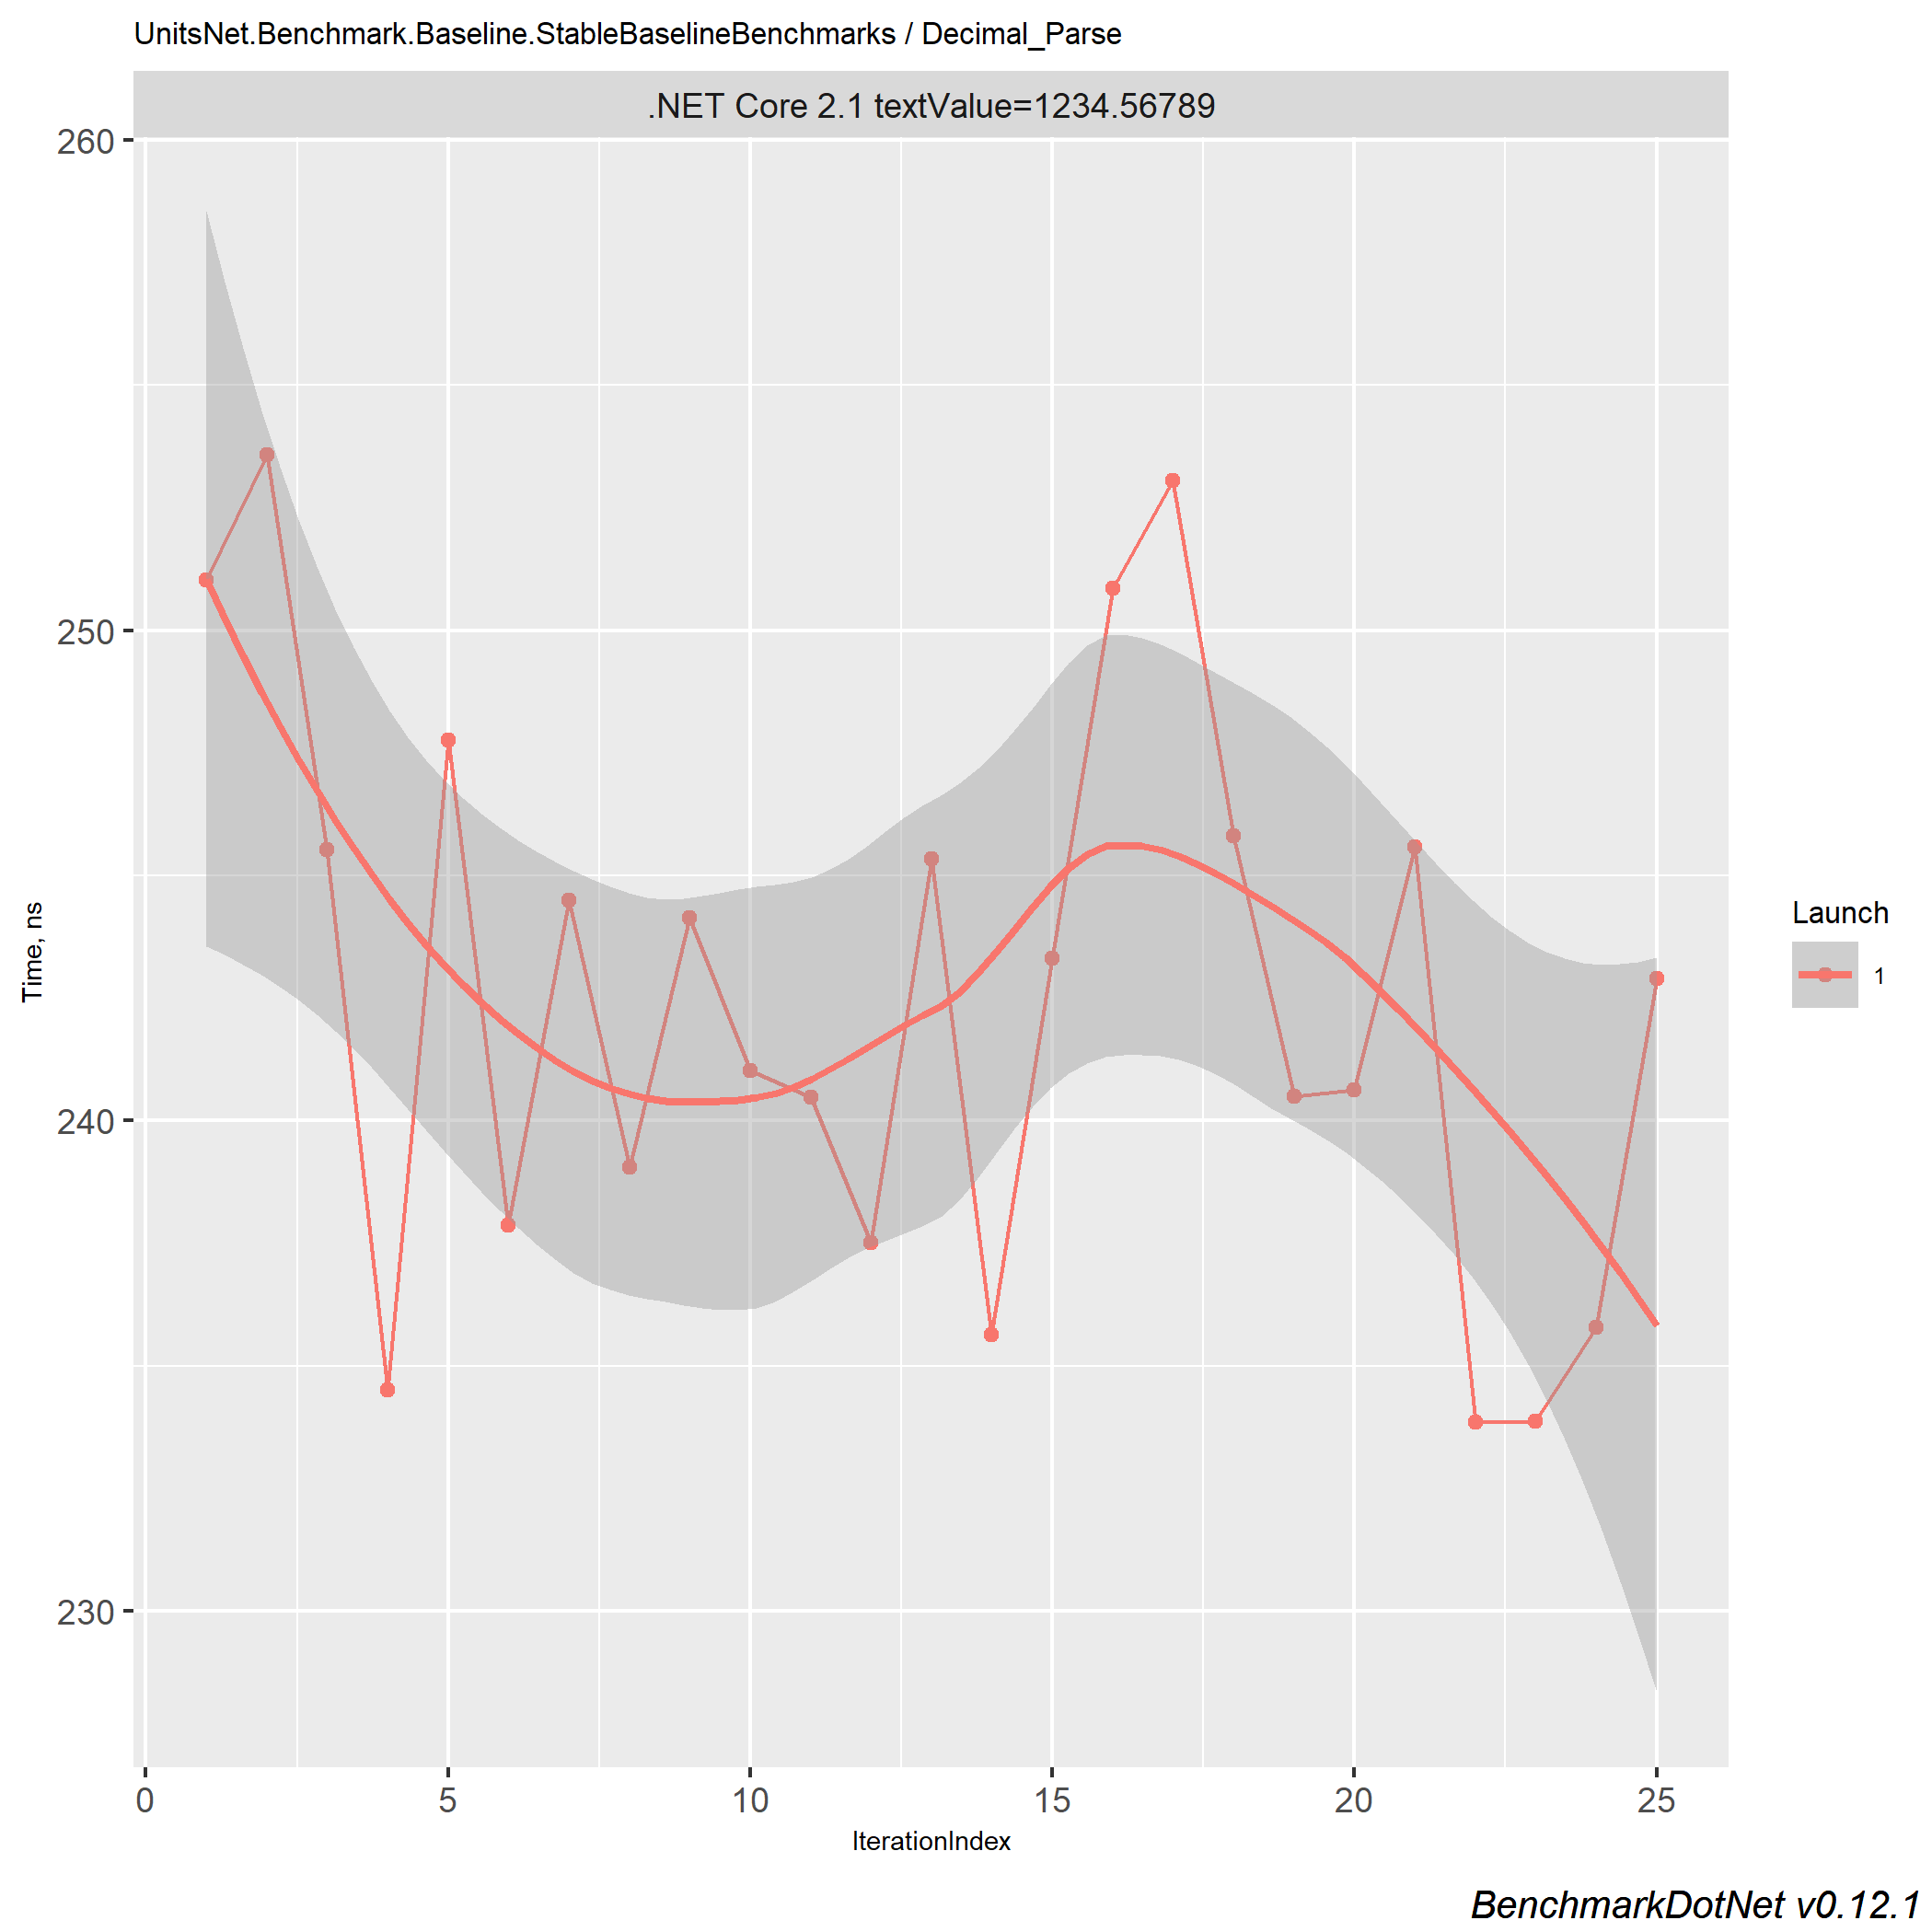 UnitsNet.Benchmark.Baseline.StableBaselineBenchmarks / Decimal_Parse
.NET Core 2.1 textValue=1234.56789
260
250
240
230
Time, ns
0 5 10 15 20 25
IterationIndex
Launch
1
BenchmarkDotNet v0.12.1